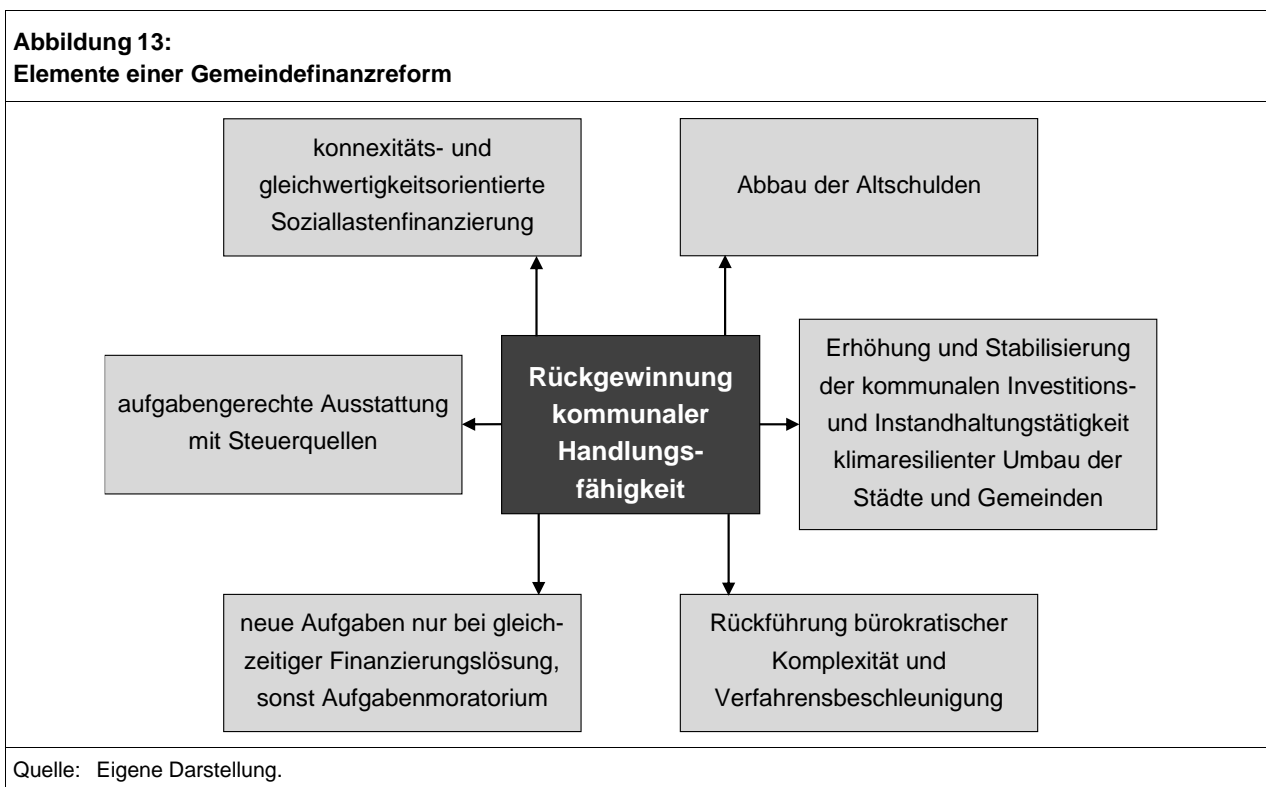 Abbildung 13:
Elemente einer Gemeindefinanzreform
konnexitäts- und
gleichwertigkeitsorientierte
Soziallastenfinanzierung
Abbau der Altschulden
aufgabengerechte Ausstattung
mit Steuerquellen
Rückgewinnung
kommunaler
Handlungs-
fähigkeit
Erhöhung und Stabilisierung
der kommunalen Investitions-
und Instandhaltungstätigkeit
klimaresilienter Umbau der
Städte und Gemeinden
neue Aufgaben nur bei gleich-
zeitiger Finanzierungslösung,
sonst Aufgabenmoratorium
Rückführung bürokratischer
Komplexität und
Verfahrensbeschleunigung
Quelle: Eigene Darstellung.